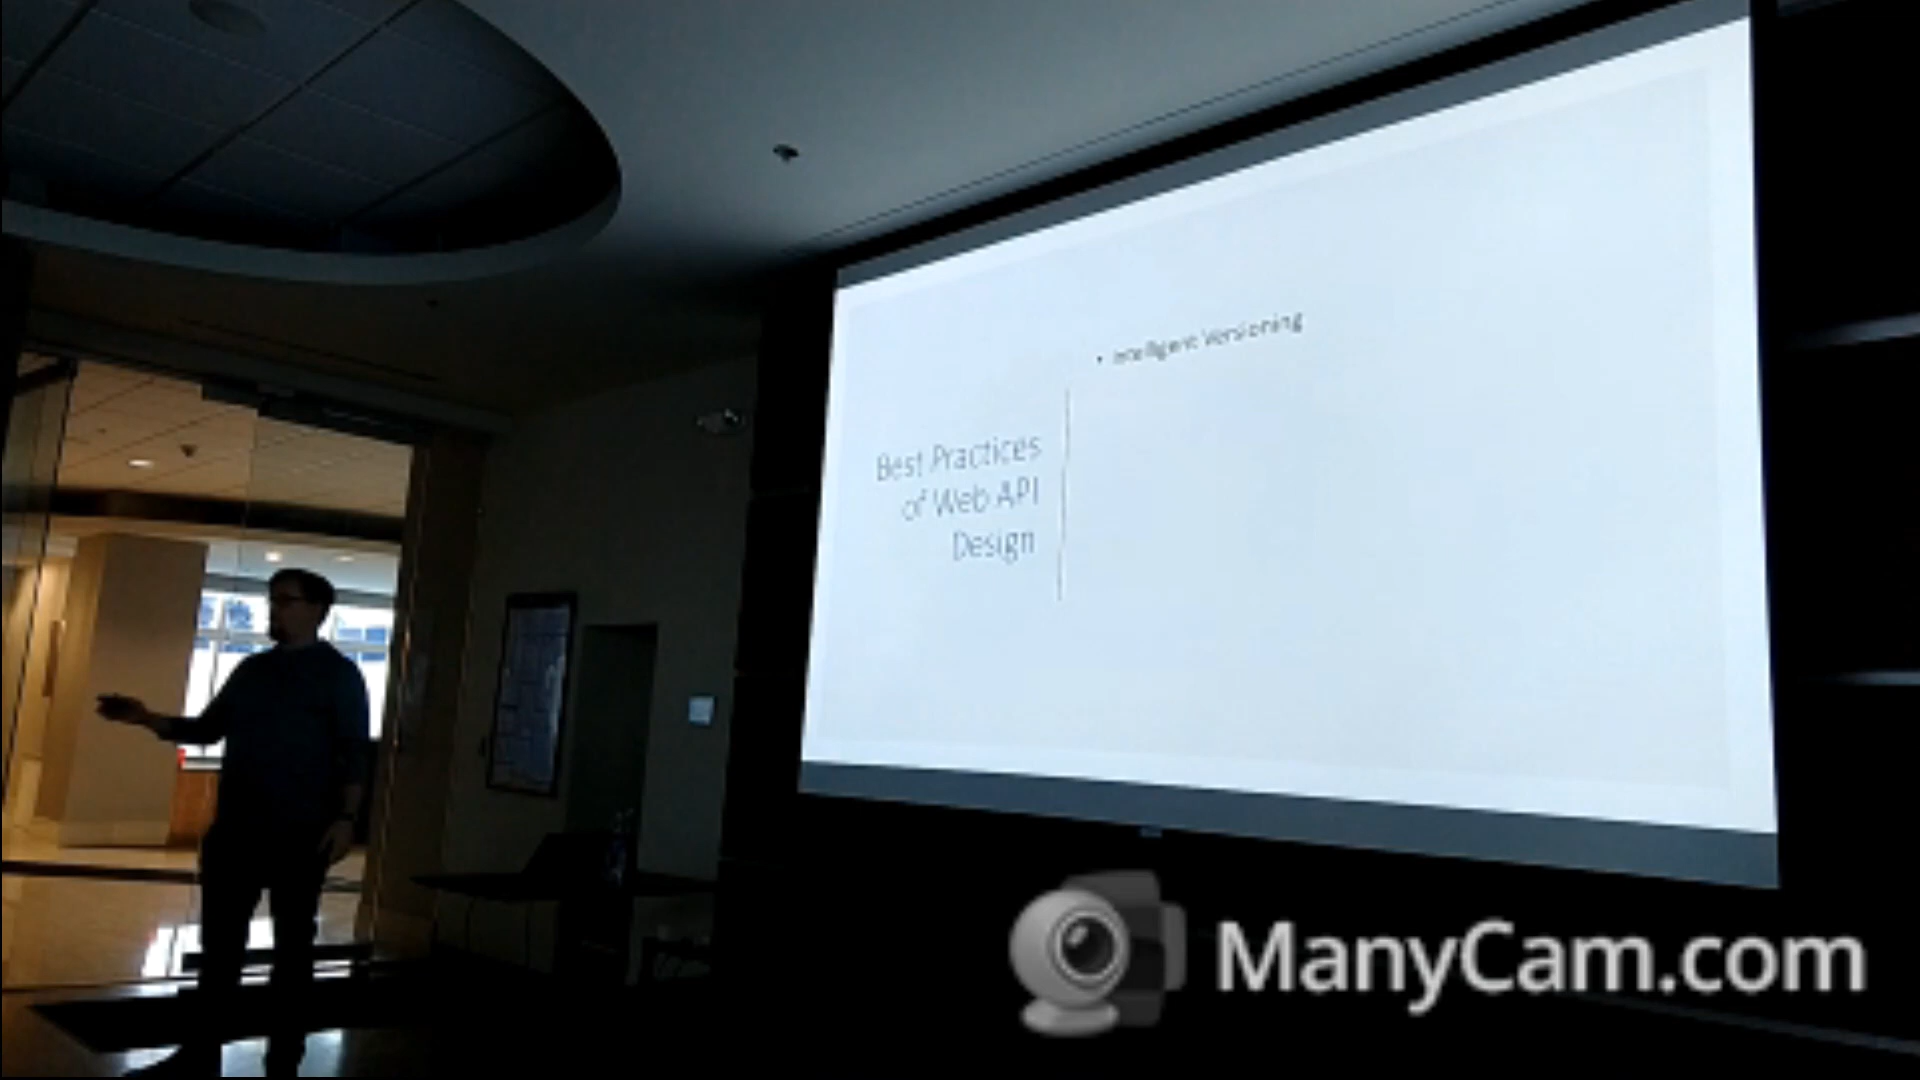 Best Practices
of Web API
Design
• Intelligent Versioning
ManyCam.com